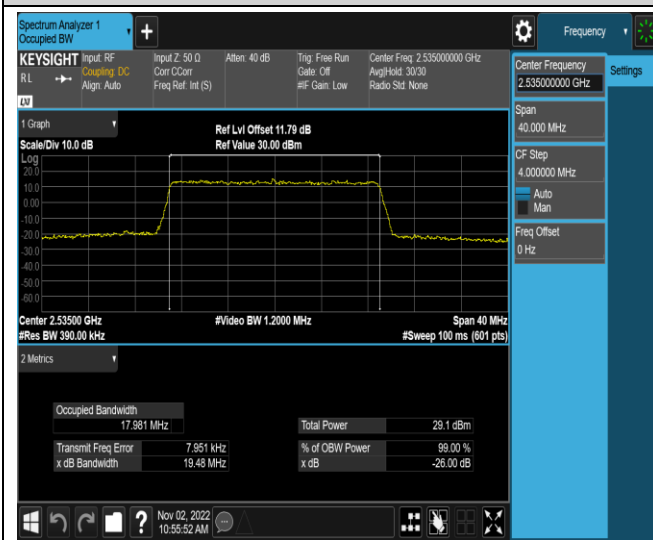 Spectrum Analyzer 1
Occupied BW
+
Frequency
KEYSIGHT
RL
Input: RF
Coupling: DC
Align: Auto
Input Z: 50 Ω
Corr CCorr
Freq Ref: Int (S)
Atten: 40 dB
Trig: Free Run
Gate: Off
#IF Gain: Low
Center Freq: 2.535000000 GHz
Avg|Hold: 30/30
Radio Std: None
LXI
Center Frequency
2.535000000 GHz
Settings
Span
40.000 MHz
CF Step
4.000000 MHz
Auto
Man
Freq Offset
0 Hz
1 Graph
Scale/Div 10.0 dB
Ref Lvl Offset 11.79 dB
Ref Value 30.00 dBm
Log
20.0
10.0
0.00
-10.0
-20.0
-30.0
-40.0
-50.0
-60.0
Center 2.53500 GHz
#Res BW 390.00 kHz
#Video BW 1.2000 MHz
Span 40 MHz
#Sweep 100 ms (601 pts)
2 Metrics
Occupied Bandwidth
17.981 MHz
Total Power 29.1 dBm
Transmit Freq Error 7.951 kHz
% of OBW Power 99.00 %
x dB Bandwidth 19.48 MHz
x dB -26.00 dB
?
Nov 02, 2022
10:55:52 AM